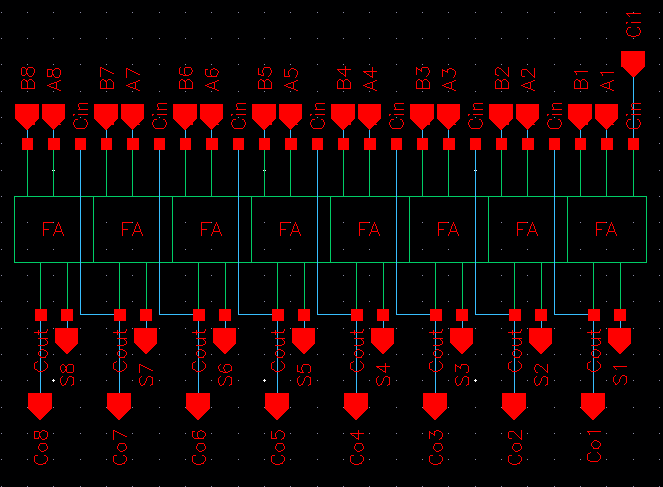 Ci1
B8 A8 Cin B7 A7 Cin B6 A6 Cin B5 A5 Cin B4 A4 Cin B3 A3 Cin B2 A2 Cin B1 A1 Cin
FA FA FA FA FA FA FA FA
Cout S8 Cout S7 Cout S6 Cout S5 Cout S4 Cout S3 Cout S2 Cout S1
Co8 Co7 Co6 Co5 Co4 Co3 Co2 Co1